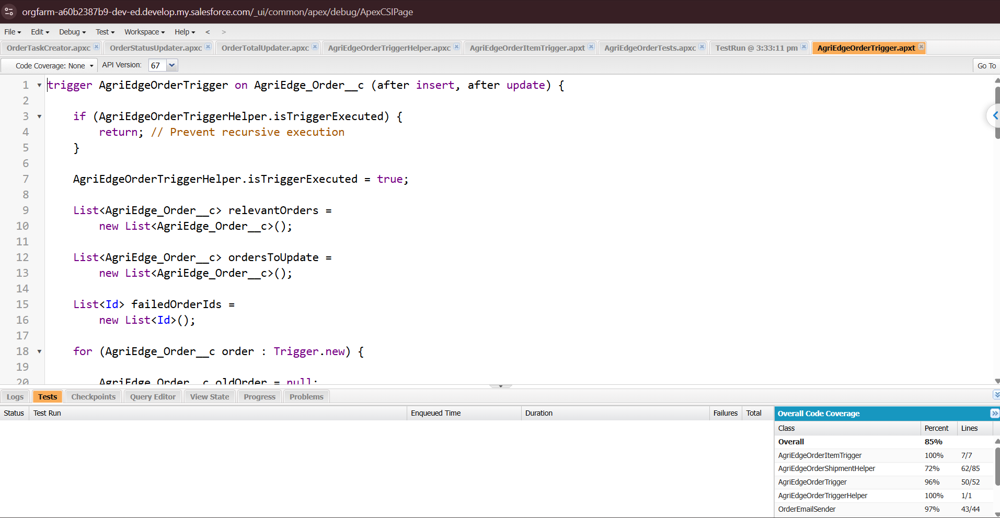 orgfarm-a60b2387b9-dev-ed.develop.my.salesforce.com/_ui/common/apex/debug/ApexCSIPage
File Edit Debug Test Workspace Help < >
OrderTaskCreator.apxc OrderStatusUpdater.apxc OrderTotalUpdater.apxc AgriEdgeOrderTriggerHelper.apxc AgriEdgeOrderItemTrigger.apxt AgriEdgeOrderTests.apxc TestRun @ 3:33:11 pm AgriEdgeOrderTrigger.apxt
Code Coverage: None API Version: 67 Go To
1 trigger AgriEdgeOrderTrigger on AgriEdge_Order__c (after insert, after update) {
2
3 if (AgriEdgeOrderTriggerHelper.isTriggerExecuted) {
4 return; // Prevent recursive execution
5 }
6
7 AgriEdgeOrderTriggerHelper.isTriggerExecuted = true;
8
9 List<AgriEdge_Order__c> relevantOrders =
10 new List<AgriEdge_Order__c>();
11
12 List<AgriEdge_Order__c> ordersToUpdate =
13 new List<AgriEdge_Order__c>();
14
15 List<Id> failedOrderIds =
16 new List<Id>();
17
18 for (AgriEdge_Order__c order : Trigger.new) {
19
20 AgriEdge_Order__c oldOrder = null;
Logs Tests Checkpoints Query Editor View State Progress Problems
Status Test Run Enqueued Time Duration Failures Total
Overall Code Coverage
Class Percent Lines
Overall 85%
AgriEdgeOrderItemTrigger 100% 7/7
AgriEdgeOrderShipmentHelper 72% 62/85
AgriEdgeOrderTrigger 96% 50/52
AgriEdgeOrderTriggerHelper 100% 1/1
OrderEmailSender 97% 43/44